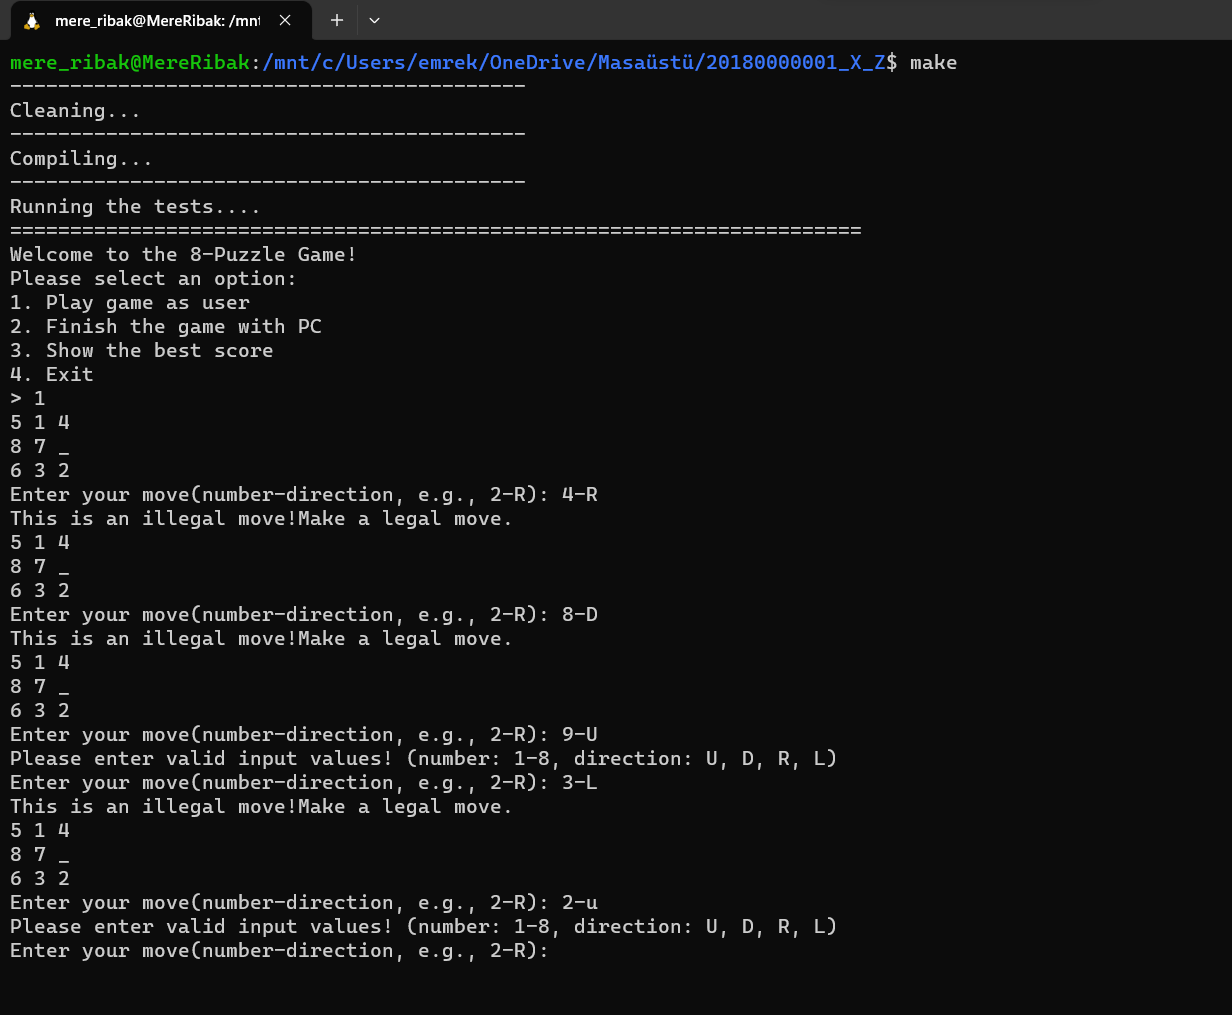 mere_ribak@MereRibak: /mnt
mere_ribak@MereRibak:/mnt/c/Users/emrek/OneDrive/Masaüstü/20180000001_X_Z$ make
-------------------------------------------
Cleaning...
-------------------------------------------
Compiling...
-------------------------------------------
Running the tests....
=======================================================================
Welcome to the 8-Puzzle Game!
Please select an option:
1. Play game as user
2. Finish the game with PC
3. Show the best score
4. Exit
> 1
5 1 4
8 7 _
6 3 2
Enter your move(number-direction, e.g., 2-R): 4-R
This is an illegal move!Make a legal move.
5 1 4
8 7 _
6 3 2
Enter your move(number-direction, e.g., 2-R): 8-D
This is an illegal move!Make a legal move.
5 1 4
8 7 _
6 3 2
Enter your move(number-direction, e.g., 2-R): 9-U
Please enter valid input values! (number: 1-8, direction: U, D, R, L)
Enter your move(number-direction, e.g., 2-R): 3-L
This is an illegal move!Make a legal move.
5 1 4
8 7 _
6 3 2
Enter your move(number-direction, e.g., 2-R): 2-u
Please enter valid input values! (number: 1-8, direction: U, D, R, L)
Enter your move(number-direction, e.g., 2-R):